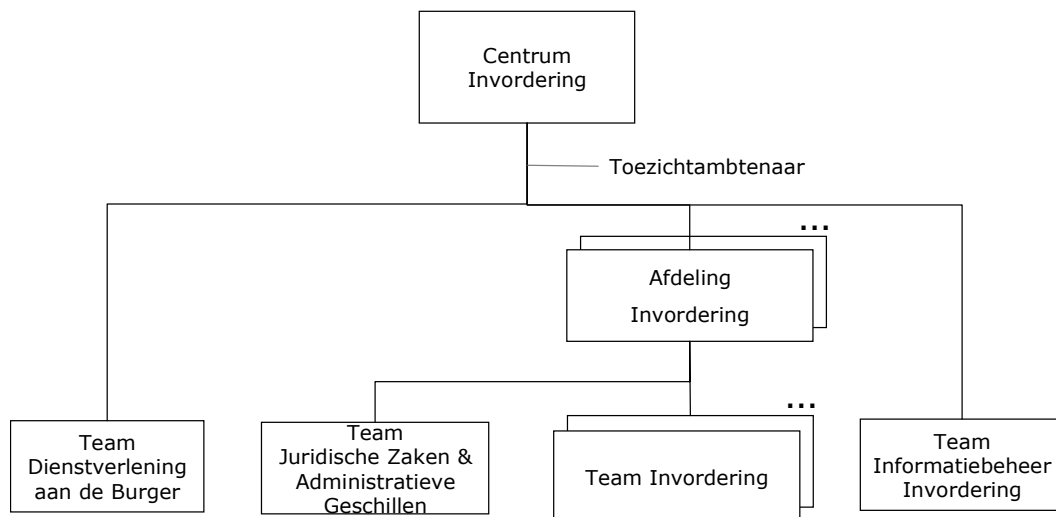 Centrum
Invordering
Toezichtambtenaar
...
Afdeling
Invordering
...
Team
Dienstverlening
aan de Burger
Team
Juridische Zaken &
Administratieve
Geschillen
Team Invordering
Team
Informatiebeheer
Invordering